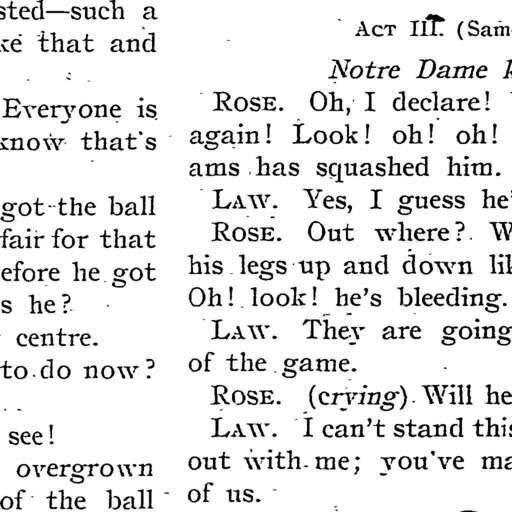 sted—such a
that and
Everyone is
know that's
got the ball
fair for that
efore he got
s he?
centre.
to do now?
see!
overgrown
of the ball
ACT III. (Sam
Notre Dame
ROSE. Oh, I declare!
again! Look! oh! oh!
ams has squashed him.
LAW. Yes, I guess he'
ROSE. Out where? W
his legs up and down lik
Oh! look! he's bleeding.
LAW. They are going
of the game.
ROSE. (crying) Will he
LAW. I can't stand this
out with me; you've ma
of us.